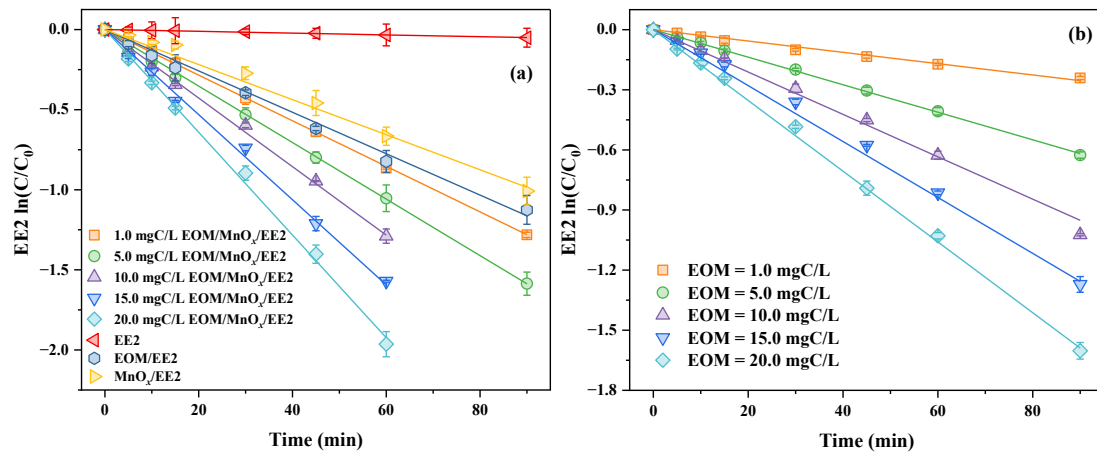 (a)
0.0
−0.5
−1.0
−1.5
−2.0
EE2 ln(C/C₀)
1.0 mgC/L EOM/MnOₓ/EE2
5.0 mgC/L EOM/MnOₓ/EE2
10.0 mgC/L EOM/MnOₓ/EE2
15.0 mgC/L EOM/MnOₓ/EE2
20.0 mgC/L EOM/MnOₓ/EE2
EE2
EOM/EE2
MnOₓ/EE2
0 20 40 60 80
Time (min)
(b)
0.0
-0.3
-0.6
-0.9
-1.2
-1.5
-1.8
EE2 ln(C/C₀)
EOM = 1.0 mgC/L
EOM = 5.0 mgC/L
EOM = 10.0 mgC/L
EOM = 15.0 mgC/L
EOM = 20.0 mgC/L
0 20 40 60 80
Time (min)